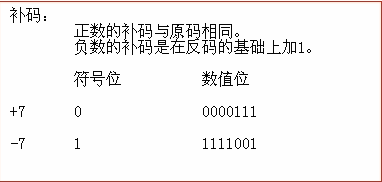 补码：
正数的补码与原码相同。
负数的补码是在反码的基础上加1。
符号位 数值位
+7 0 0000111
-7 1 1111001